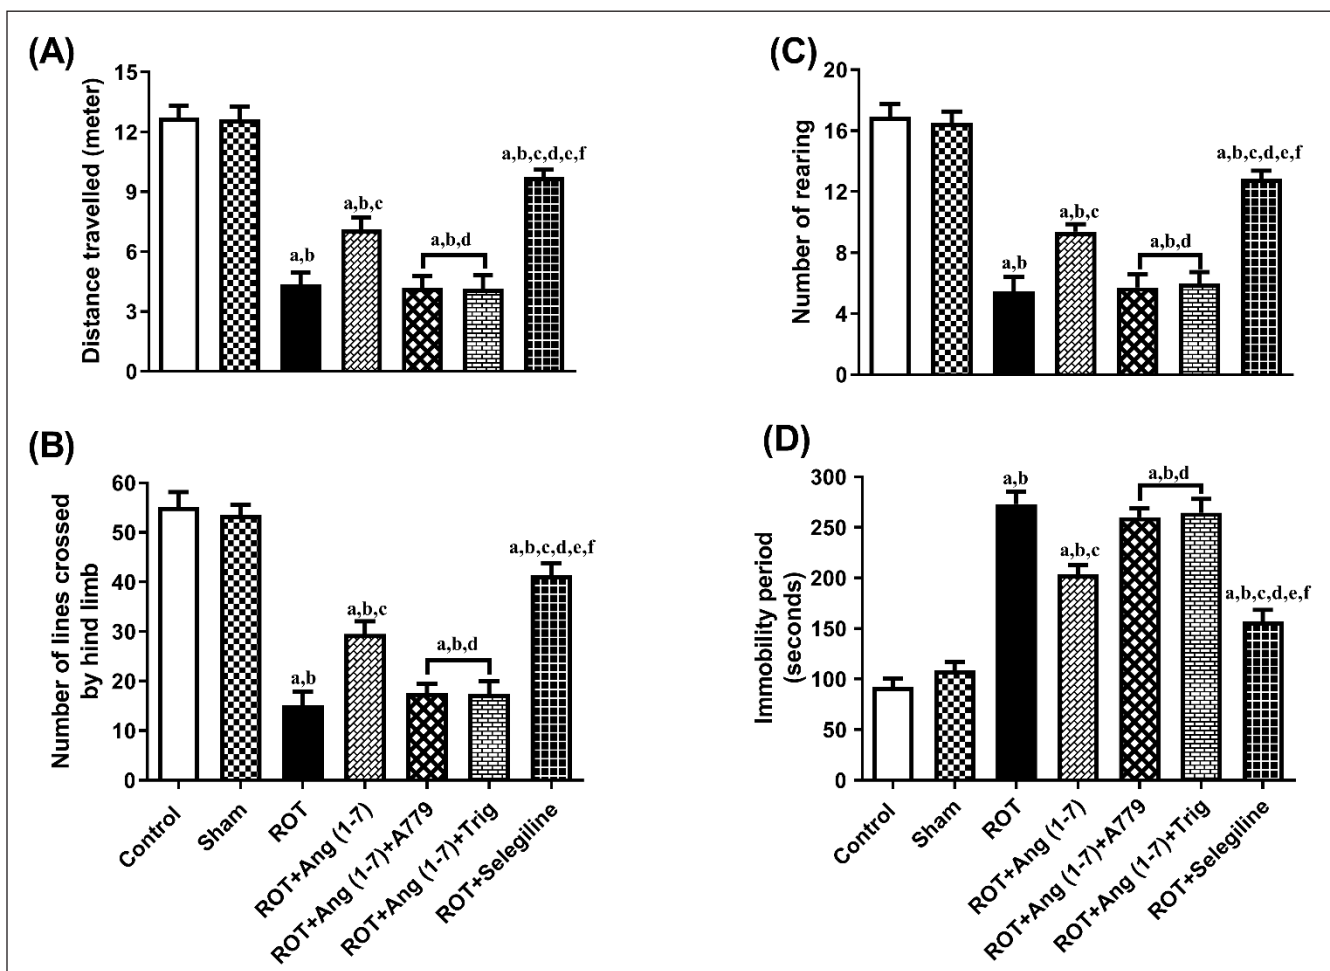 (A)
Distance travelled (meter)
15
12
9
6
3
0
a,b
a,b,c
a,b,d
a,b,c,d,e,f
(C)
Number of rearing
20
16
12
8
4
0
a,b
a,b,c
a,b,d
a,b,c,d,e,f
(B)
Number of lines crossed
by hind limb
60
50
40
30
20
10
0
a,b
a,b,c
a,b,d
a,b,c,d,e,f
Control
Sham
ROT
ROT+Ang (1-7)
ROT+Ang (1-7)+A779
ROT+Ang (1-7)+Trig
ROT+Selegiline
(D)
Immobility period
(seconds)
300
250
200
150
100
50
0
a,b
a,b,c
a,b,d
a,b,c,d,e,f
Control
Sham
ROT
ROT+Ang (1-7)
ROT+Ang (1-7)+A779
ROT+Ang (1-7)+Trig
ROT+Selegiline